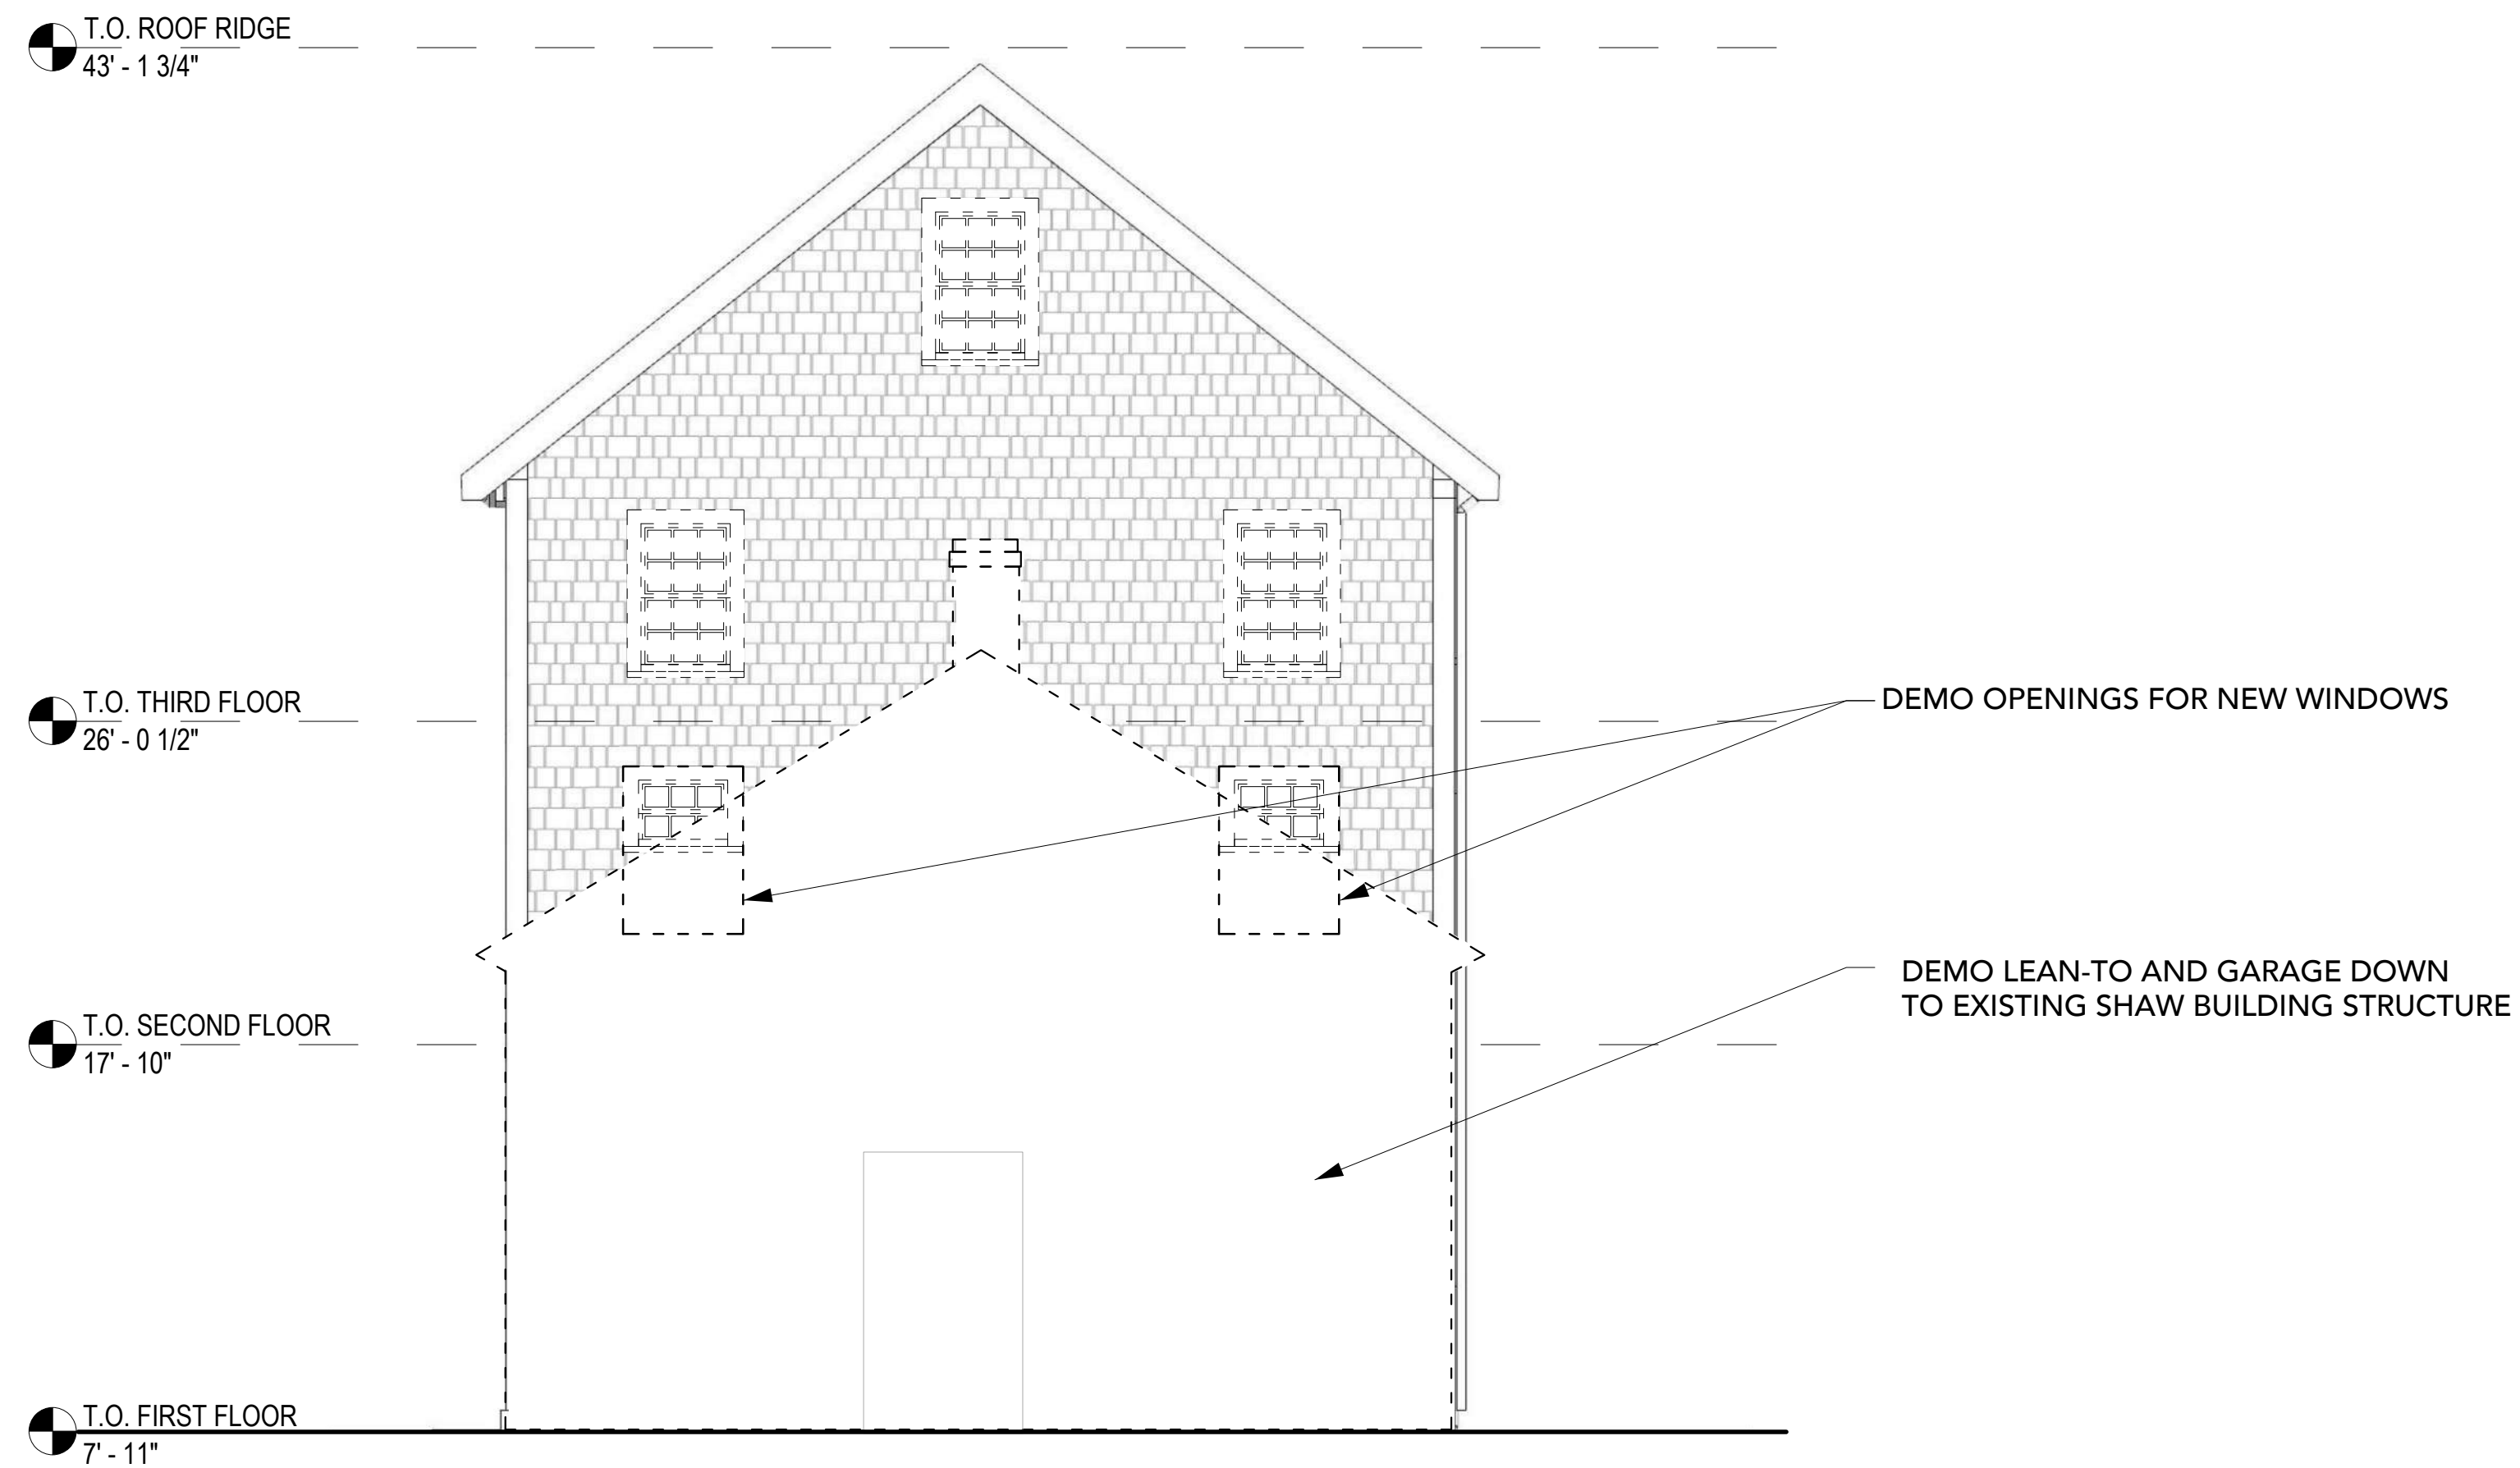 T.O. ROOF RIDGE
43' - 1 3/4"
T.O. THIRD FLOOR
26' - 0 1/2"
DEMO OPENINGS FOR NEW WINDOWS
DEMO LEAN-TO AND GARAGE DOWN
TO EXISTING SHAW BUILDING STRUCTURE
T.O. SECOND FLOOR
17' - 10"
T.O. FIRST FLOOR
7' - 11"